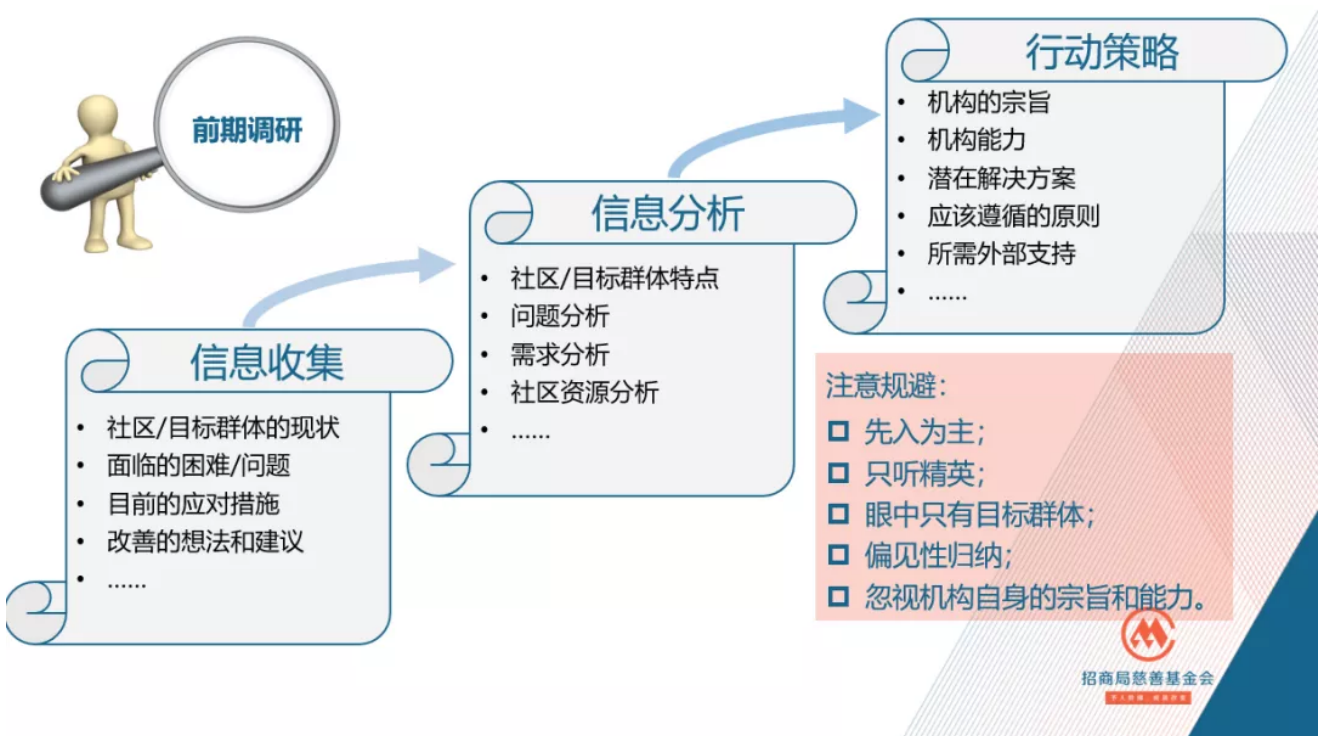 前期调研
信息收集
• 社区/目标群体的现状
• 面临的困难/问题
• 目前的应对措施
• 改善的想法和建议
• ......
信息分析
• 社区/目标群体特点
• 问题分析
• 需求分析
• 社区资源分析
• ......
行动策略
• 机构的宗旨
• 机构能力
• 潜在解决方案
• 应该遵循的原则
• 所需外部支持
• ......
注意规避：
先入为主；
只听精英；
眼中只有目标群体；
偏见性归纳；
忽视机构自身的宗旨和能力。
招商局慈善基金会